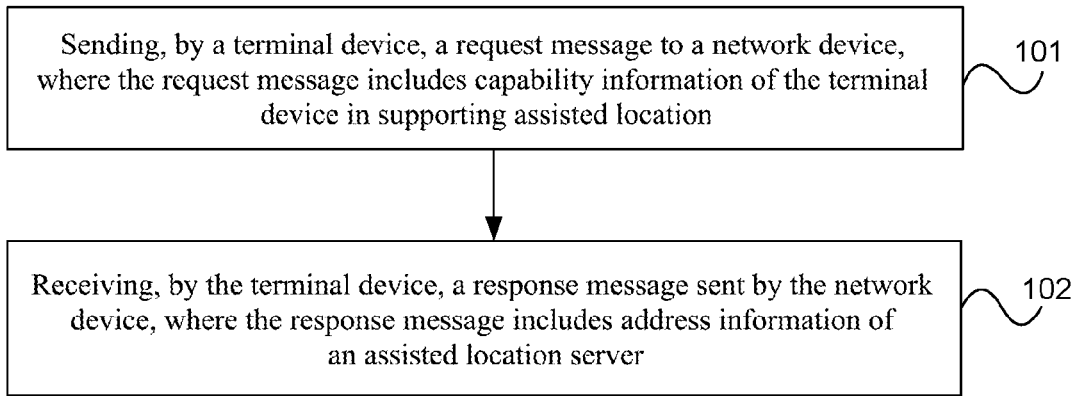 Sending, by a terminal device, a request message to a network device,
where the request message includes capability information of the terminal
device in supporting assisted location
101
Receiving, by the terminal device, a response message sent by the network
device, where the response message includes address information of
an assisted location server
102